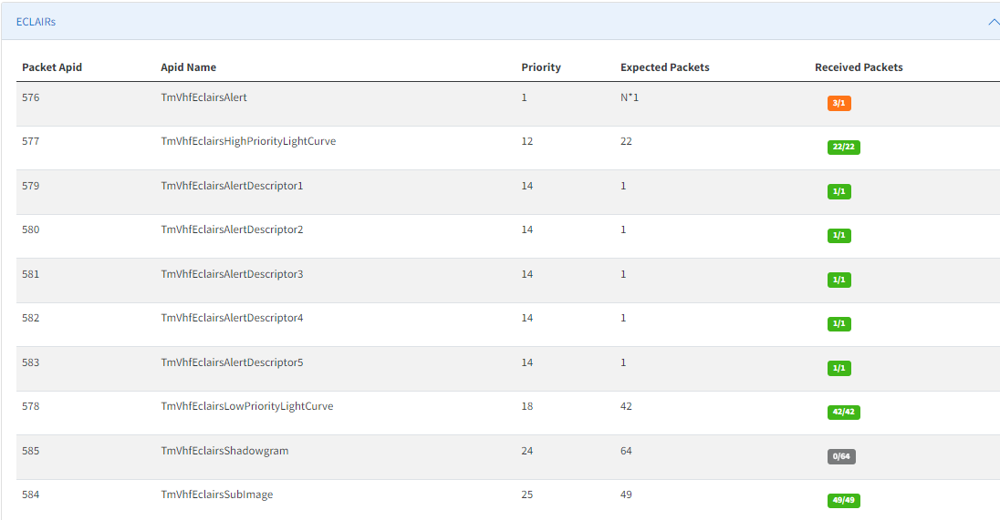 ECLAIRs
Packet Apid Apid Name Priority Expected Packets Received Packets
576 TmVhfEclairsAlert 1 N*1 3/1
577 TmVhfEclairsHighPriorityLightCurve 12 22 22/22
579 TmVhfEclairsAlertDescriptor1 14 1 1/1
580 TmVhfEclairsAlertDescriptor2 14 1 1/1
581 TmVhfEclairsAlertDescriptor3 14 1 1/1
582 TmVhfEclairsAlertDescriptor4 14 1 1/1
583 TmVhfEclairsAlertDescriptor5 14 1 1/1
578 TmVhfEclairsLowPriorityLightCurve 18 42 42/42
585 TmVhfEclairsShadowgram 24 64 0/64
584 TmVhfEclairsSubImage 25 49 49/49